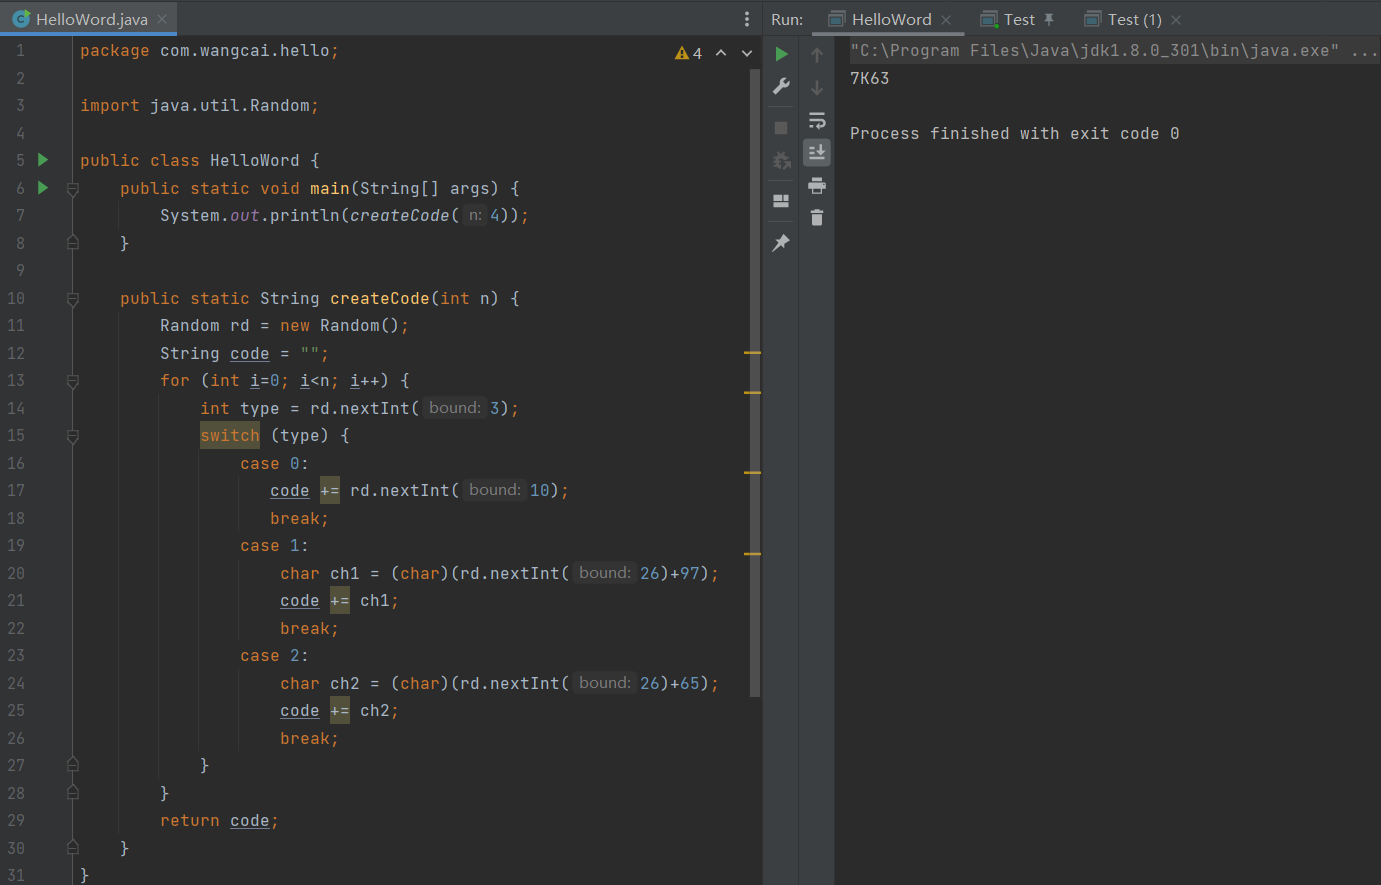 HelloWord.java
4
1 package com.wangcai.hello;
2
3 import java.util.Random;
4
5 public class HelloWord {
6 public static void main(String[] args) {
7 System.out.println(createCode( n: 4));
8 }
9
10 public static String createCode(int n) {
11 Random rd = new Random();
12 String code = "";
13 for (int i=0; i<n; i++) {
14 int type = rd.nextInt( bound: 3);
15 switch (type) {
16 case 0:
17 code += rd.nextInt( bound: 10);
18 break;
19 case 1:
20 char ch1 = (char)(rd.nextInt( bound: 26)+97);
21 code += ch1;
22 break;
23 case 2:
24 char ch2 = (char)(rd.nextInt( bound: 26)+65);
25 code += ch2;
26 break;
27 }
28 }
29 return code;
30 }
31 }
Run: HelloWord Test Test (1)
"C:\Program Files\Java\jdk1.8.0_301\bin\java.exe" ...
7K63
Process finished with exit code 0